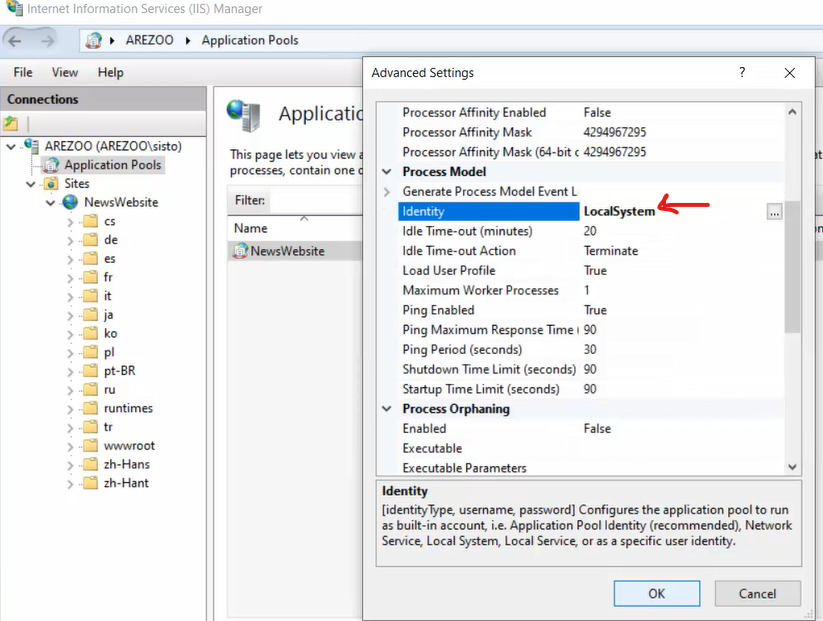 Internet Information Services (IIS) Manager
AREZOO
Application Pools
File View Help
Connections
AREZOO (AREZOO\sisto)
Application Pools
Sites
NewsWebsite
cs
de
es
fr
it
ja
ko
pl
pt-BR
ru
runtimes
tr
wwwroot
zh-Hans
zh-Hant
This page lets you view a
processes, contain one o
Filter:
Name
NewsWebsite
Advanced Settings
?
Processor Affinity Enabled False
Processor Affinity Mask 4294967295
Processor Affinity Mask (64-bit c 4294967295
Process Model
Generate Process Model Event L
Identity LocalSystem ...
Idle Time-out (minutes) 20
Idle Time-out Action Terminate
Load User Profile True
Maximum Worker Processes 1
Ping Enabled True
Ping Maximum Response Time ( 90
Ping Period (seconds) 30
Shutdown Time Limit (seconds) 90
Startup Time Limit (seconds) 90
Process Orphaning
Enabled False
Executable
Executable Parameters
Identity
[identityType, username, password] Configures the application pool to run
as built-in account, i.e. Application Pool Identity (recommended), Network
Service, Local System, Local Service, or as a specific user identity.
OK Cancel